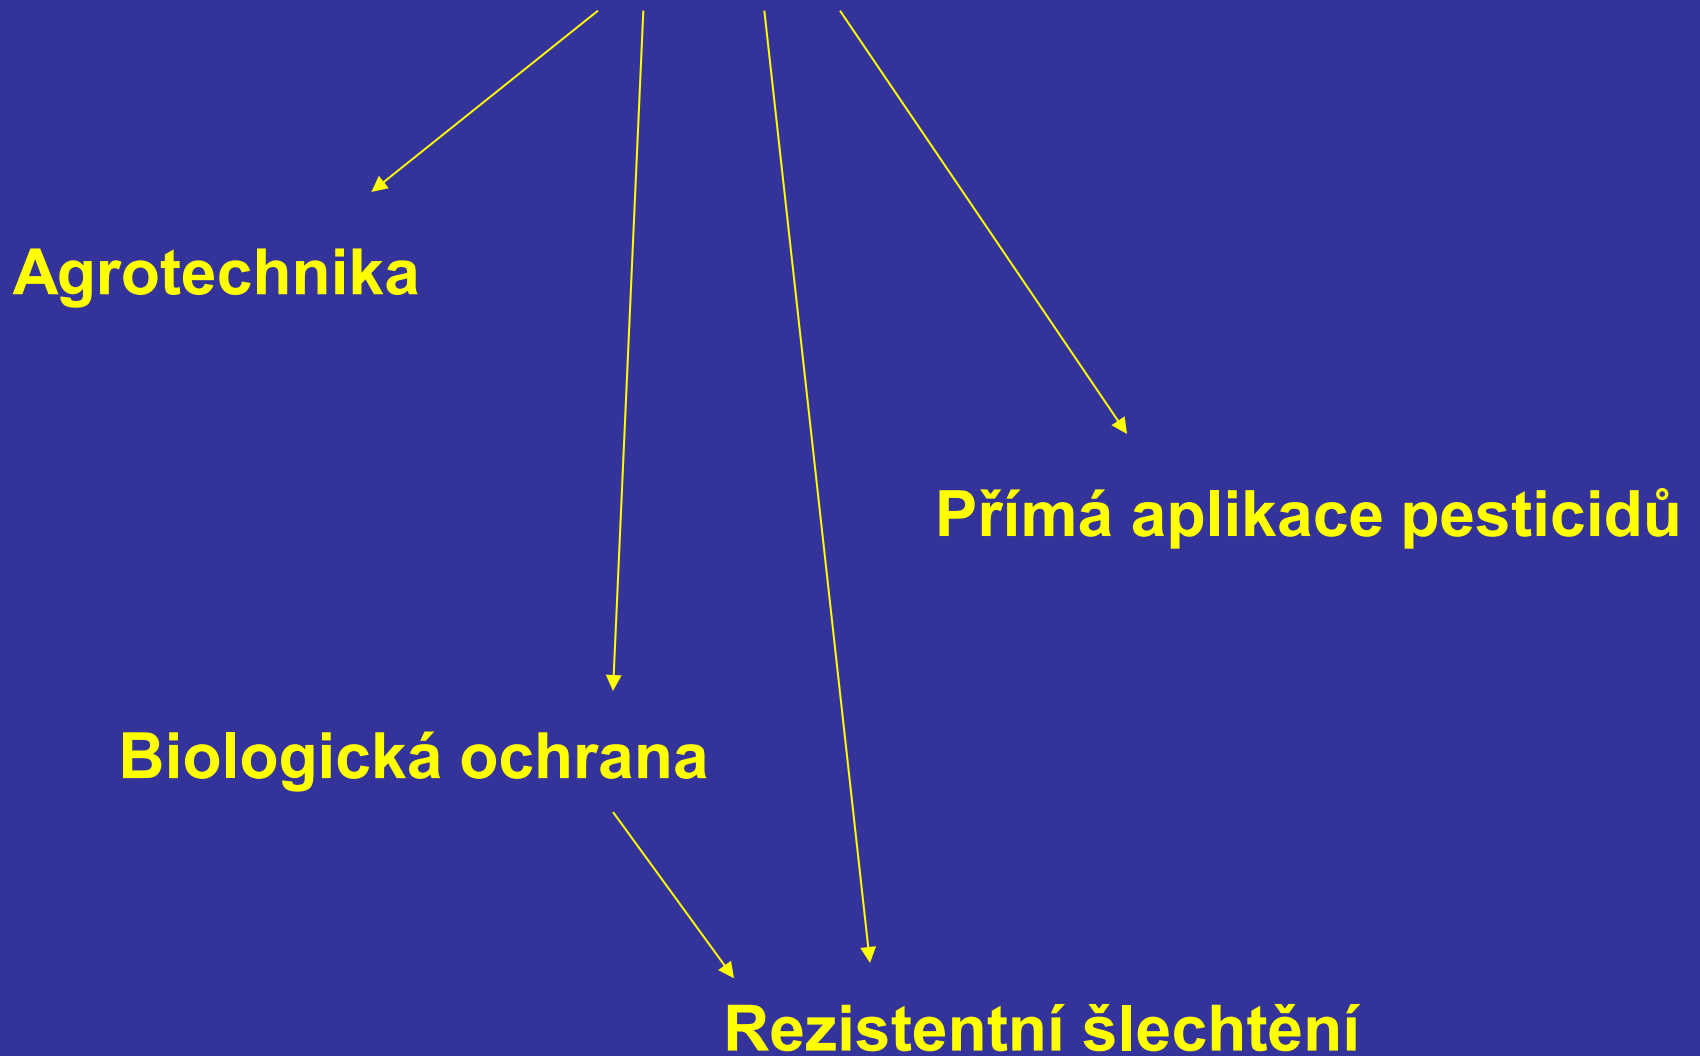 Agrotechnika
Přímá aplikace pesticidů
Biologická ochrana
Rezistentní šlechtění